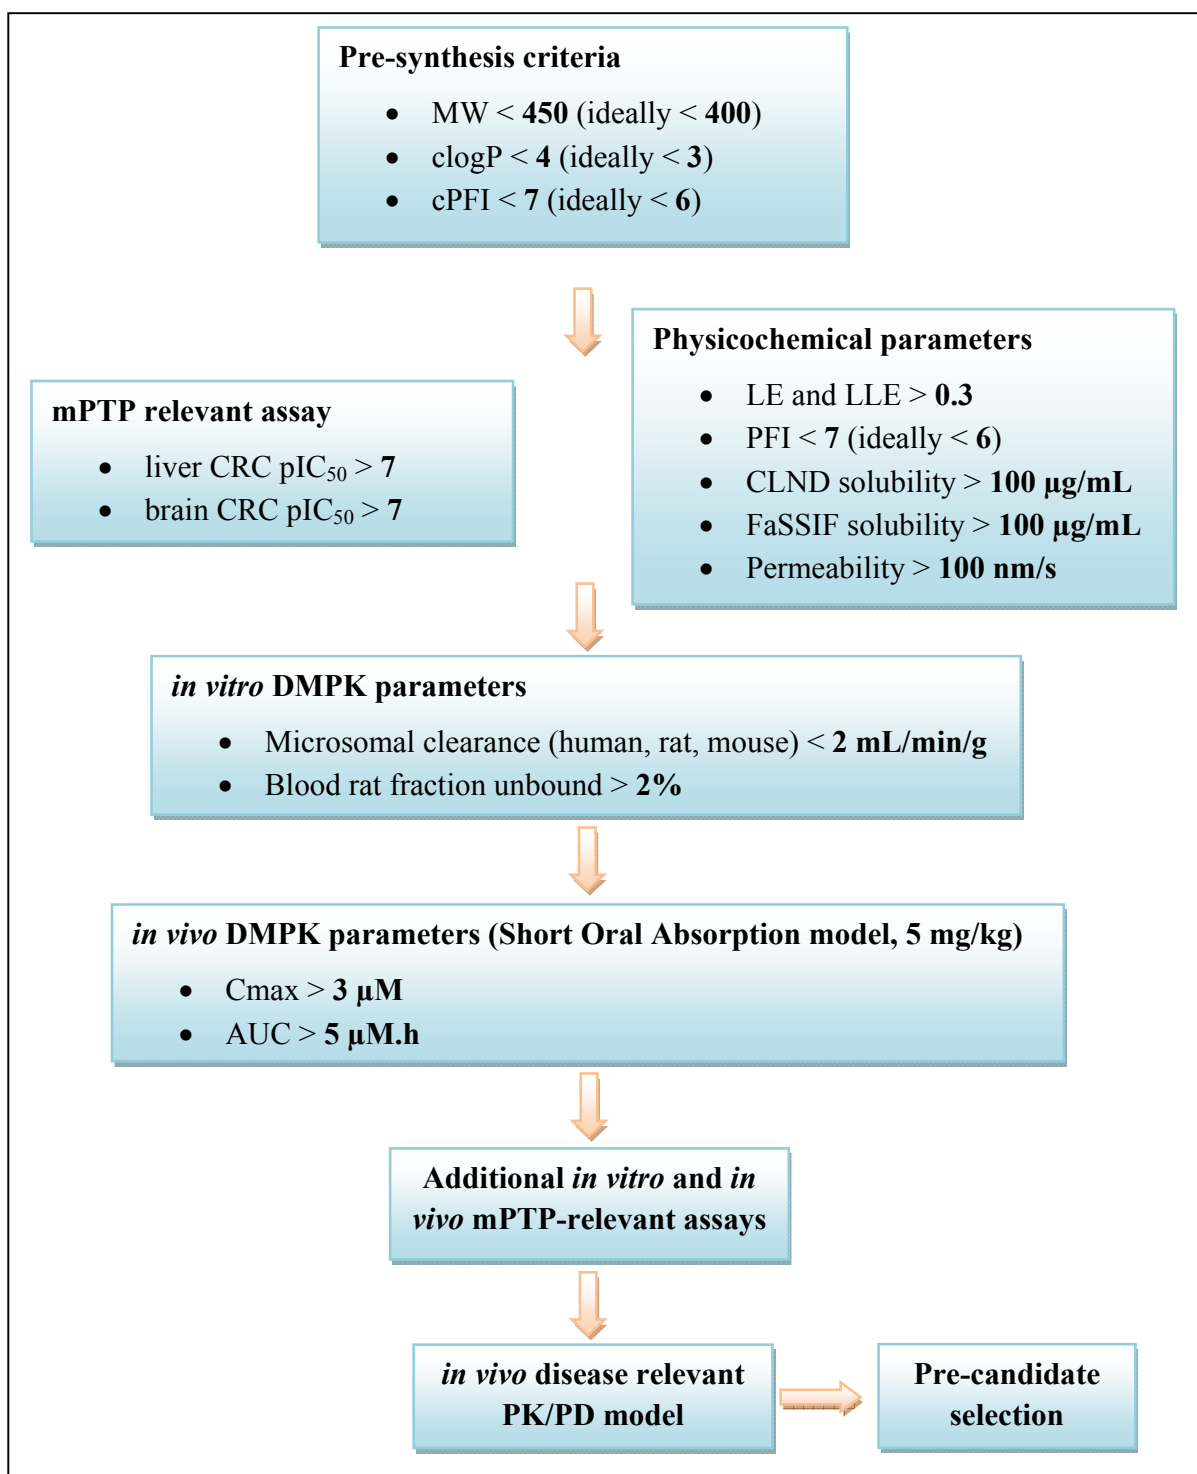 Pre-synthesis criteria
• MW < 450 (ideally < 400)
• clogP < 4 (ideally < 3)
• cPFI < 7 (ideally < 6)
mPTP relevant assay
• liver CRC pIC50 > 7
• brain CRC pIC50 > 7
Physicochemical parameters
• LE and LLE > 0.3
• PFI < 7 (ideally < 6)
• CLND solubility > 100 µg/mL
• FaSSIF solubility > 100 µg/mL
• Permeability > 100 nm/s
in vitro DMPK parameters
• Microsomal clearance (human, rat, mouse) < 2 mL/min/g
• Blood rat fraction unbound > 2%
in vivo DMPK parameters (Short Oral Absorption model, 5 mg/kg)
• Cmax > 3 µM
• AUC > 5 µM.h
Additional in vitro and in
vivo mPTP-relevant assays
in vivo disease relevant
PK/PD model
Pre-candidate
selection